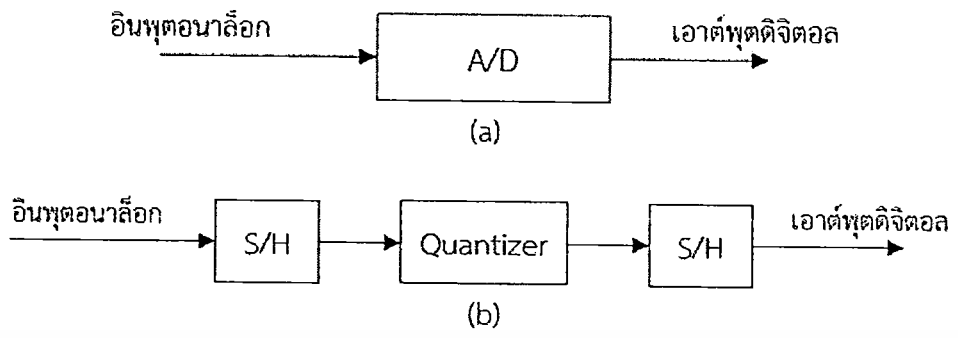 อินพุตอนาล็อก
เอาต์พุตดิจิตอล
A/D
(a)
อินพุตอนาล็อก
เอาต์พุตดิจิตอล
S/H
Quantizer
S/H
(b)